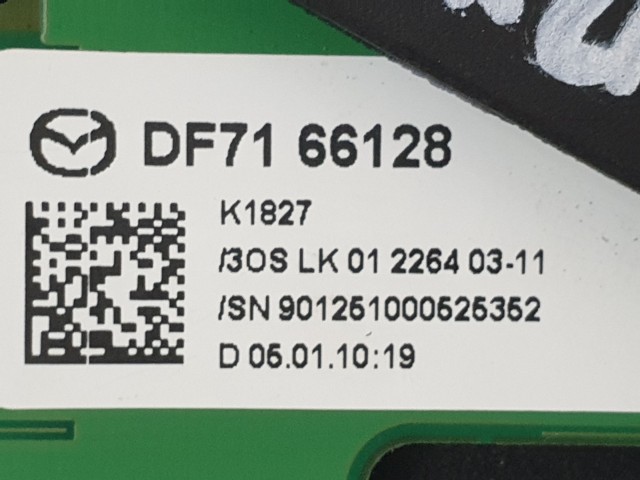 DF71 66128
K1827
/3OS LK 01 2264 03-11
/SN 901251000525352
D 05.01.10:19